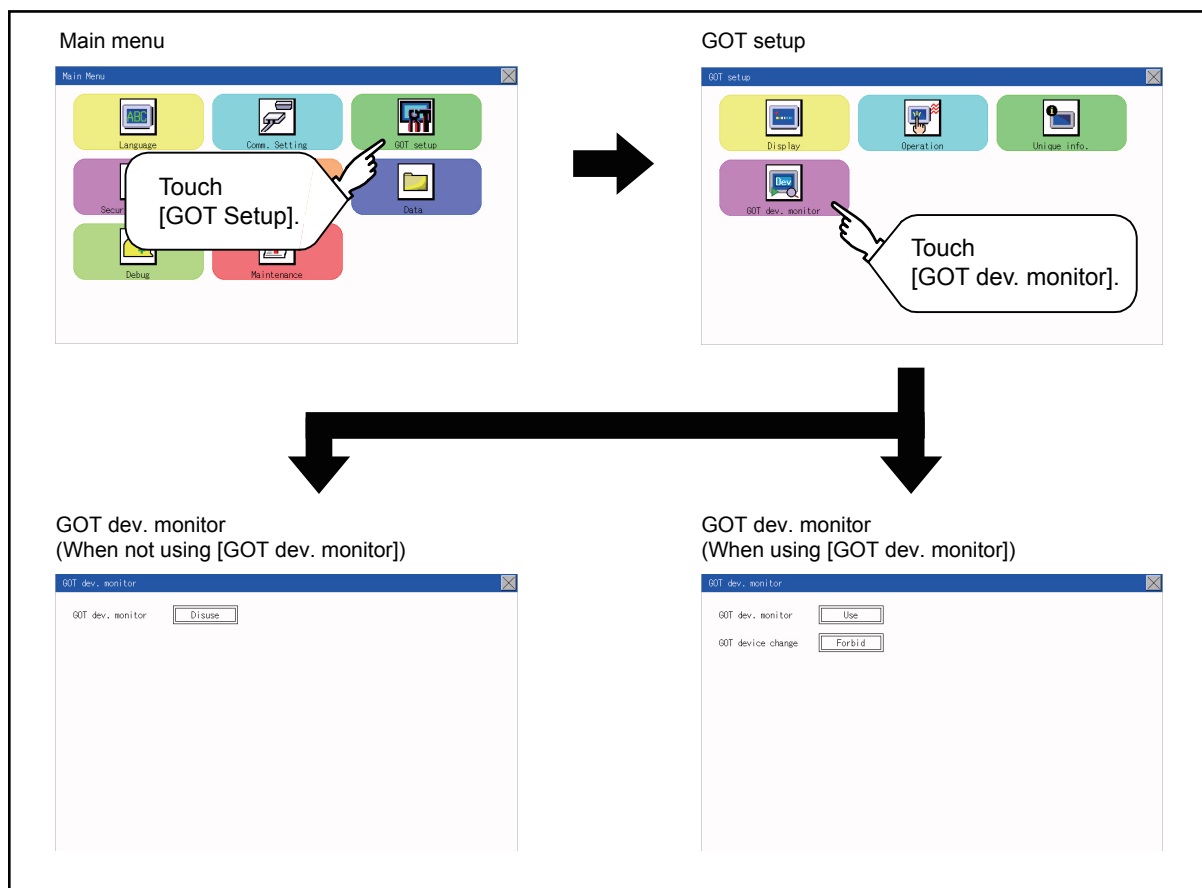 Main menu
Main Menu
ABC
Language
Comm. Setting
GOT setup
Touch
[GOT Setup].
Secur
Data
Debug
Maintenance
GOT setup
GOT setup
Display
Operation
Unique info.
Dev
GOT dev. monitor
Touch
[GOT dev. monitor].
GOT dev. monitor
(When not using [GOT dev. monitor])
GOT dev. monitor
GOT dev. monitor Disuse
GOT dev. monitor
(When using [GOT dev. monitor])
GOT dev. monitor
GOT dev. monitor Use
GOT device change Forbid